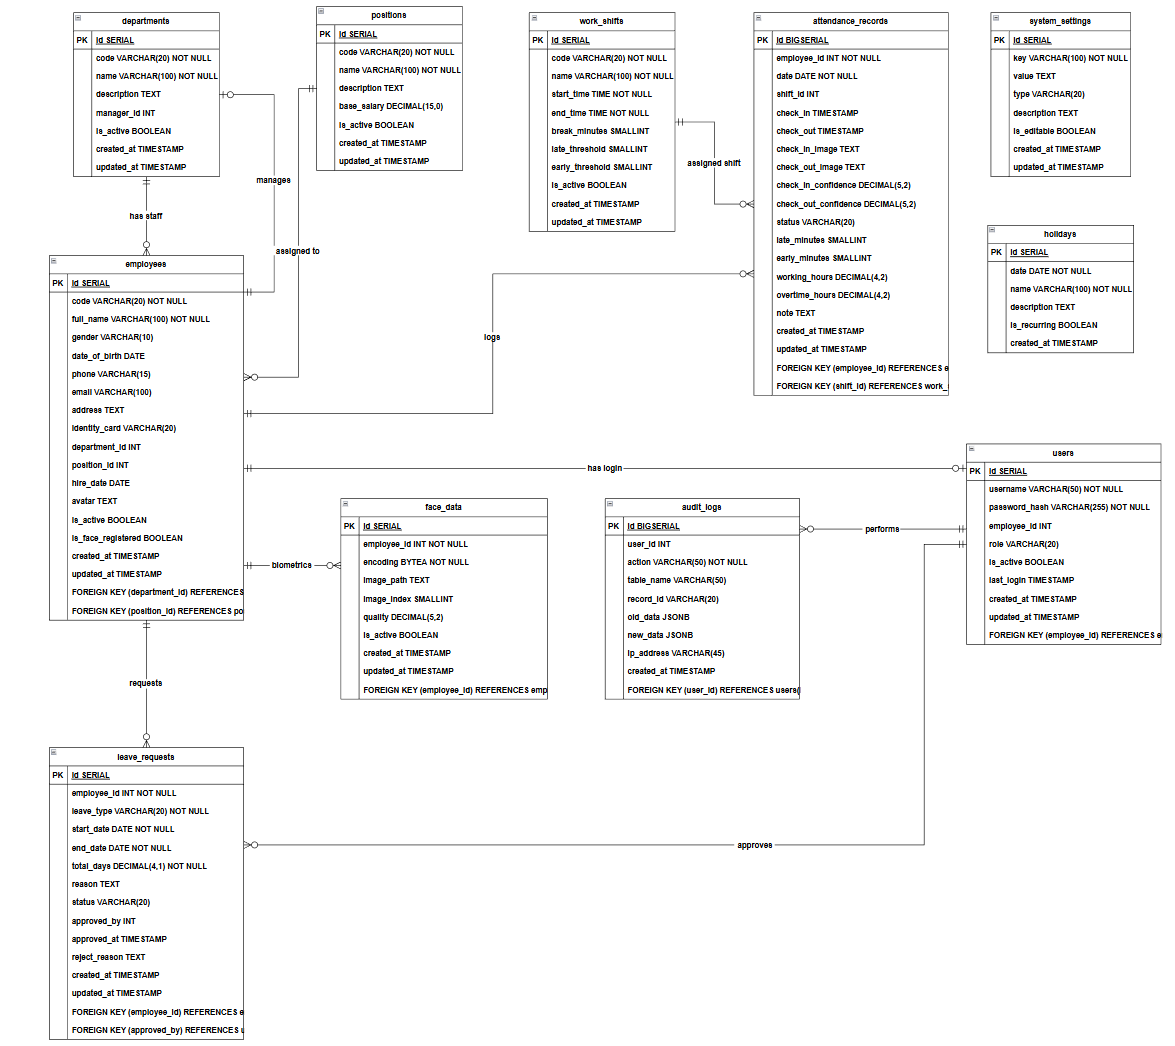 departments
PK
id SERIAL
code VARCHAR(20) NOT NULL
name VARCHAR(100) NOT NULL
description TEXT
manager_id INT
is_active BOOLEAN
created_at TIMESTAMP
updated_at TIMESTAMP
positions
PK
id SERIAL
code VARCHAR(20) NOT NULL
name VARCHAR(100) NOT NULL
description TEXT
base_salary DECIMAL(15,0)
is_active BOOLEAN
created_at TIMESTAMP
updated_at TIMESTAMP
work_shifts
PK
id SERIAL
code VARCHAR(20) NOT NULL
name VARCHAR(100) NOT NULL
start_time TIME NOT NULL
end_time TIME NOT NULL
break_minutes SMALLINT
late_threshold SMALLINT
early_threshold SMALLINT
is_active BOOLEAN
created_at TIMESTAMP
updated_at TIMESTAMP
attendance_records
PK
id BIGSERIAL
employee_id INT NOT NULL
date DATE NOT NULL
shift_id INT
check_in TIMESTAMP
check_out TIMESTAMP
check_in_image TEXT
check_out_image TEXT
check_in_confidence DECIMAL(5,2)
check_out_confidence DECIMAL(5,2)
status VARCHAR(20)
late_minutes SMALLINT
early_minutes SMALLINT
working_hours DECIMAL(4,2)
overtime_hours DECIMAL(4,2)
note TEXT
created_at TIMESTAMP
updated_at TIMESTAMP
FOREIGN KEY (employee_id) REFERENCES e
FOREIGN KEY (shift_id) REFERENCES work_
system_settings
PK
id SERIAL
key VARCHAR(100) NOT NULL
value TEXT
type VARCHAR(20)
description TEXT
is_editable BOOLEAN
created_at TIMESTAMP
updated_at TIMESTAMP
holidays
PK
id SERIAL
date DATE NOT NULL
name VARCHAR(100) NOT NULL
description TEXT
is_recurring BOOLEAN
created_at TIMESTAMP
manages
has staff
assigned to
assigned shift
logs
employees
PK
id SERIAL
code VARCHAR(20) NOT NULL
full_name VARCHAR(100) NOT NULL
gender VARCHAR(10)
date_of_birth DATE
phone VARCHAR(15)
email VARCHAR(100)
address TEXT
identity_card VARCHAR(20)
department_id INT
position_id INT
hire_date DATE
avatar TEXT
is_active BOOLEAN
is_face_registered BOOLEAN
created_at TIMESTAMP
updated_at TIMESTAMP
FOREIGN KEY (department_id) REFERENCES
FOREIGN KEY (position_id) REFERENCES po
has login
biometrics
performs
requests
approves
face_data
PK
id SERIAL
employee_id INT NOT NULL
encoding BYTEA NOT NULL
image_path TEXT
image_index SMALLINT
quality DECIMAL(5,2)
is_active BOOLEAN
created_at TIMESTAMP
updated_at TIMESTAMP
FOREIGN KEY (employee_id) REFERENCES emp
audit_logs
PK
id BIGSERIAL
user_id INT
action VARCHAR(50) NOT NULL
table_name VARCHAR(50)
record_id VARCHAR(20)
old_data JSONB
new_data JSONB
ip_address VARCHAR(45)
created_at TIMESTAMP
FOREIGN KEY (user_id) REFERENCES users(
users
PK
id SERIAL
username VARCHAR(50) NOT NULL
password_hash VARCHAR(255) NOT NULL
employee_id INT
role VARCHAR(20)
is_active BOOLEAN
last_login TIMESTAMP
created_at TIMESTAMP
updated_at TIMESTAMP
FOREIGN KEY (employee_id) REFERENCES e
leave_requests
PK
id SERIAL
employee_id INT NOT NULL
leave_type VARCHAR(20) NOT NULL
start_date DATE NOT NULL
end_date DATE NOT NULL
total_days DECIMAL(4,1) NOT NULL
reason TEXT
status VARCHAR(20)
approved_by INT
approved_at TIMESTAMP
reject_reason TEXT
created_at TIMESTAMP
updated_at TIMESTAMP
FOREIGN KEY (employee_id) REFERENCES e
FOREIGN KEY (approved_by) REFERENCES u